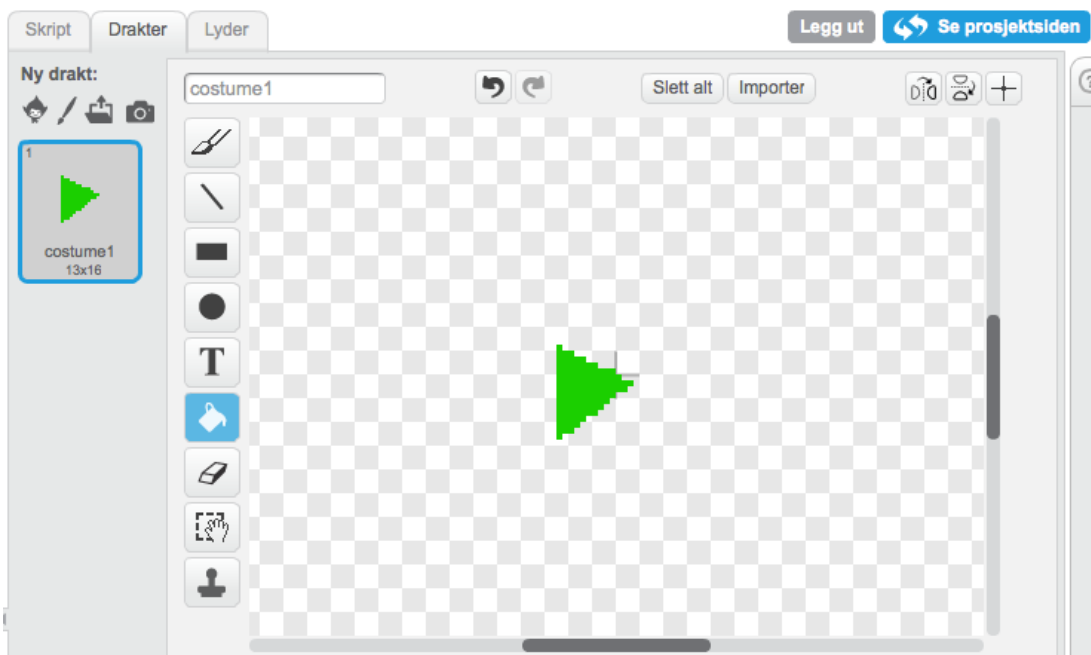 Skript Drakter Lyder
Legg ut Se prosjektsiden
Ny drakt:
costume1
Slett alt Importer
1
costume1
13x16
T